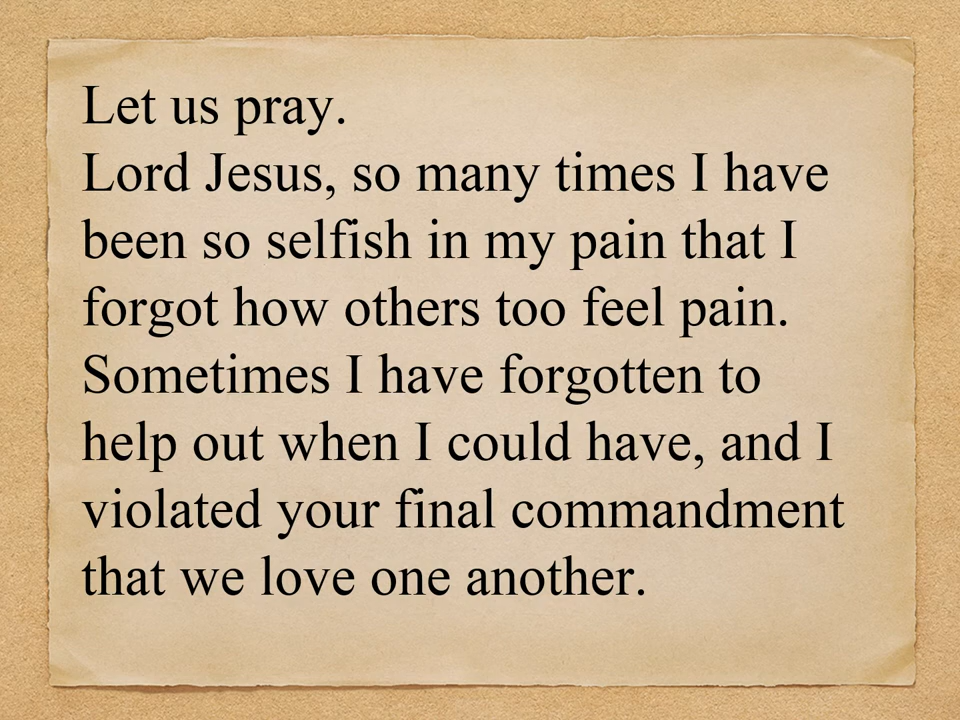 Let us pray.
Lord Jesus, so many times I have
been so selfish in my pain that I
forgot how others too feel pain.
Sometimes I have forgotten to
help out when I could have, and I
violated your final commandment
that we love one another.